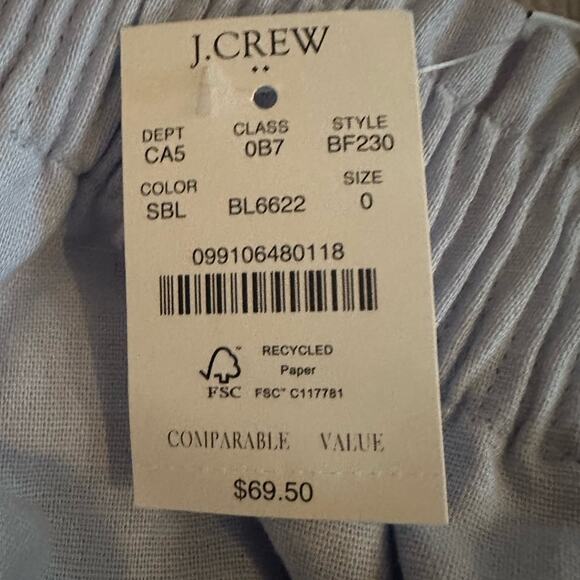 J.CREW
DEPT CLASS STYLE
CA5 0B7 BF230
COLOR SIZE
SBL BL6622 0
099106480118
RECYCLED
Paper
FSC™ FSC™ C117781
COMPARABLE VALUE
$69.50